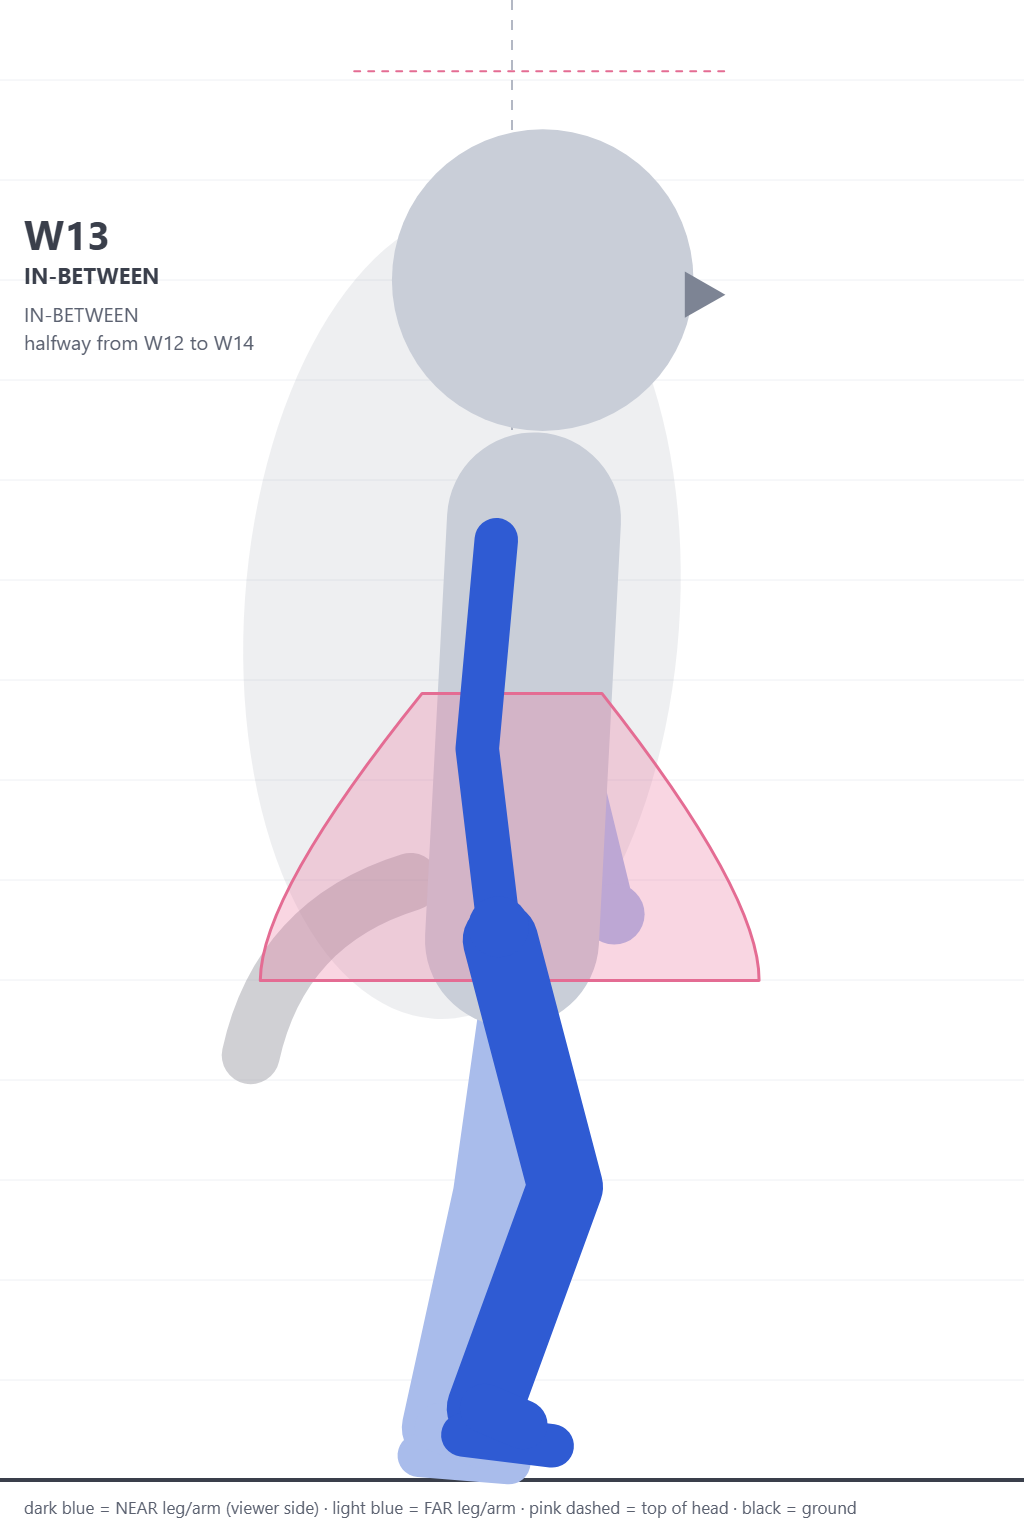 W13
IN-BETWEEN
IN-BETWEEN
halfway from W12 to W14
dark blue = NEAR leg/arm (viewer side) · light blue = FAR leg/arm · pink dashed = top of head · black = ground